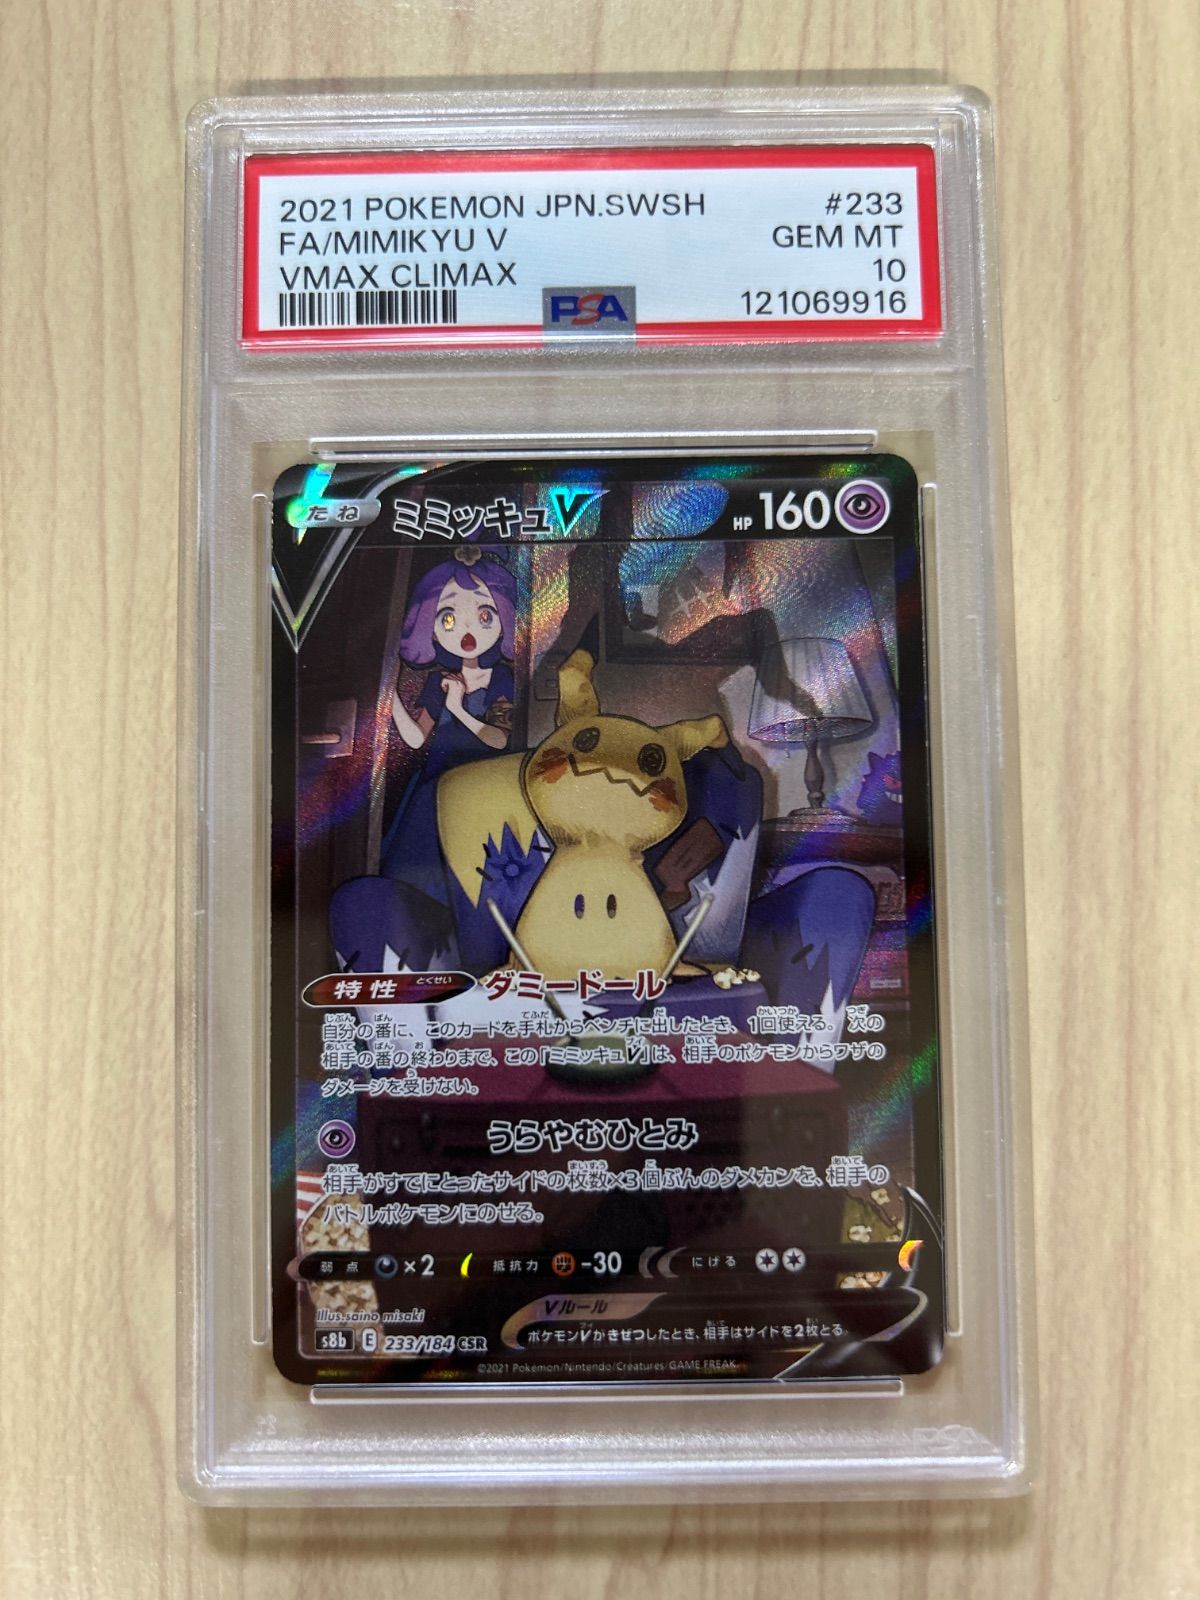 2021 POKEMON JPN.SWSH #233
FA/MIMIKYU V GEM MT
VMAX CLIMAX 10
PSA 121069916
たね ミミッキュV HP 160
特性 とくせい ダミードール
自分の番に、このカードを手札からベンチに出したとき、1回使える。次の
相手の番の終わりまで、この「ミミッキュV」は、相手のポケモンからワザの
ダメージを受けない。
うらやむひとみ
相手がすでにとったサイドの枚数×3個ぶんのダメカンを、相手の
バトルポケモンにのせる。
弱点 ×2 抵抗力 -30 にげる
Illus.saino misaki
Vルール
ポケモンVがきぜつしたとき、相手はサイドを2枚とる。
s8b E 233/184 CSR
©2021 Pokémon/Nintendo/Creatures/GAME FREAK.
PSA